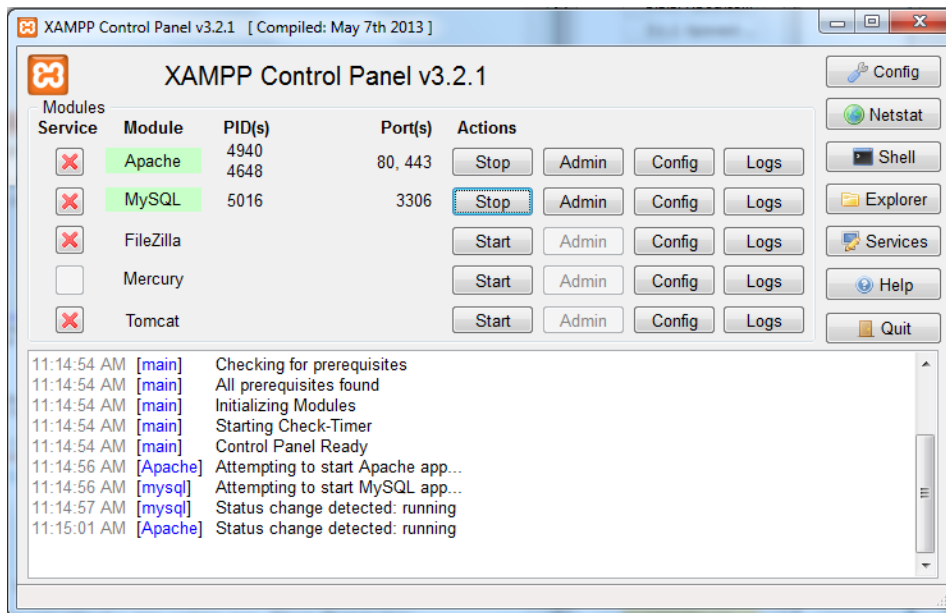 XAMPP Control Panel v3.2.1 [ Compiled: May 7th 2013 ]
XAMPP Control Panel v3.2.1
Config
Netstat
Shell
Explorer
Services
Help
Quit
Modules
Service Module PID(s) Port(s) Actions
Apache 4940 4648 80, 443 Stop Admin Config Logs
MySQL 5016 3306 Stop Admin Config Logs
FileZilla Start Admin Config Logs
Mercury Start Admin Config Logs
Tomcat Start Admin Config Logs
11:14:54 AM [main] Checking for prerequisites
11:14:54 AM [main] All prerequisites found
11:14:54 AM [main] Initializing Modules
11:14:54 AM [main] Starting Check-Timer
11:14:54 AM [main] Control Panel Ready
11:14:56 AM [Apache] Attempting to start Apache app...
11:14:56 AM [mysql] Attempting to start MySQL app...
11:14:57 AM [mysql] Status change detected: running
11:15:01 AM [Apache] Status change detected: running